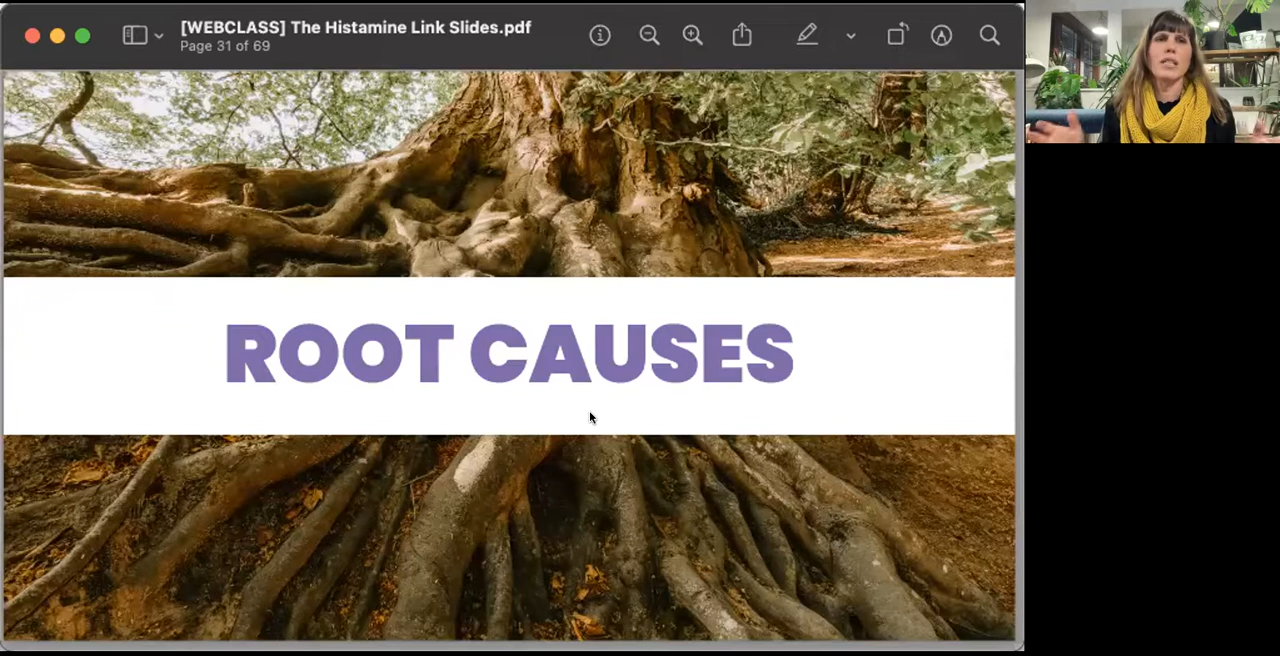 [WEBCLASS] The Histamine Link Slides.pdf
Page 31 of 69
ROOT CAUSES